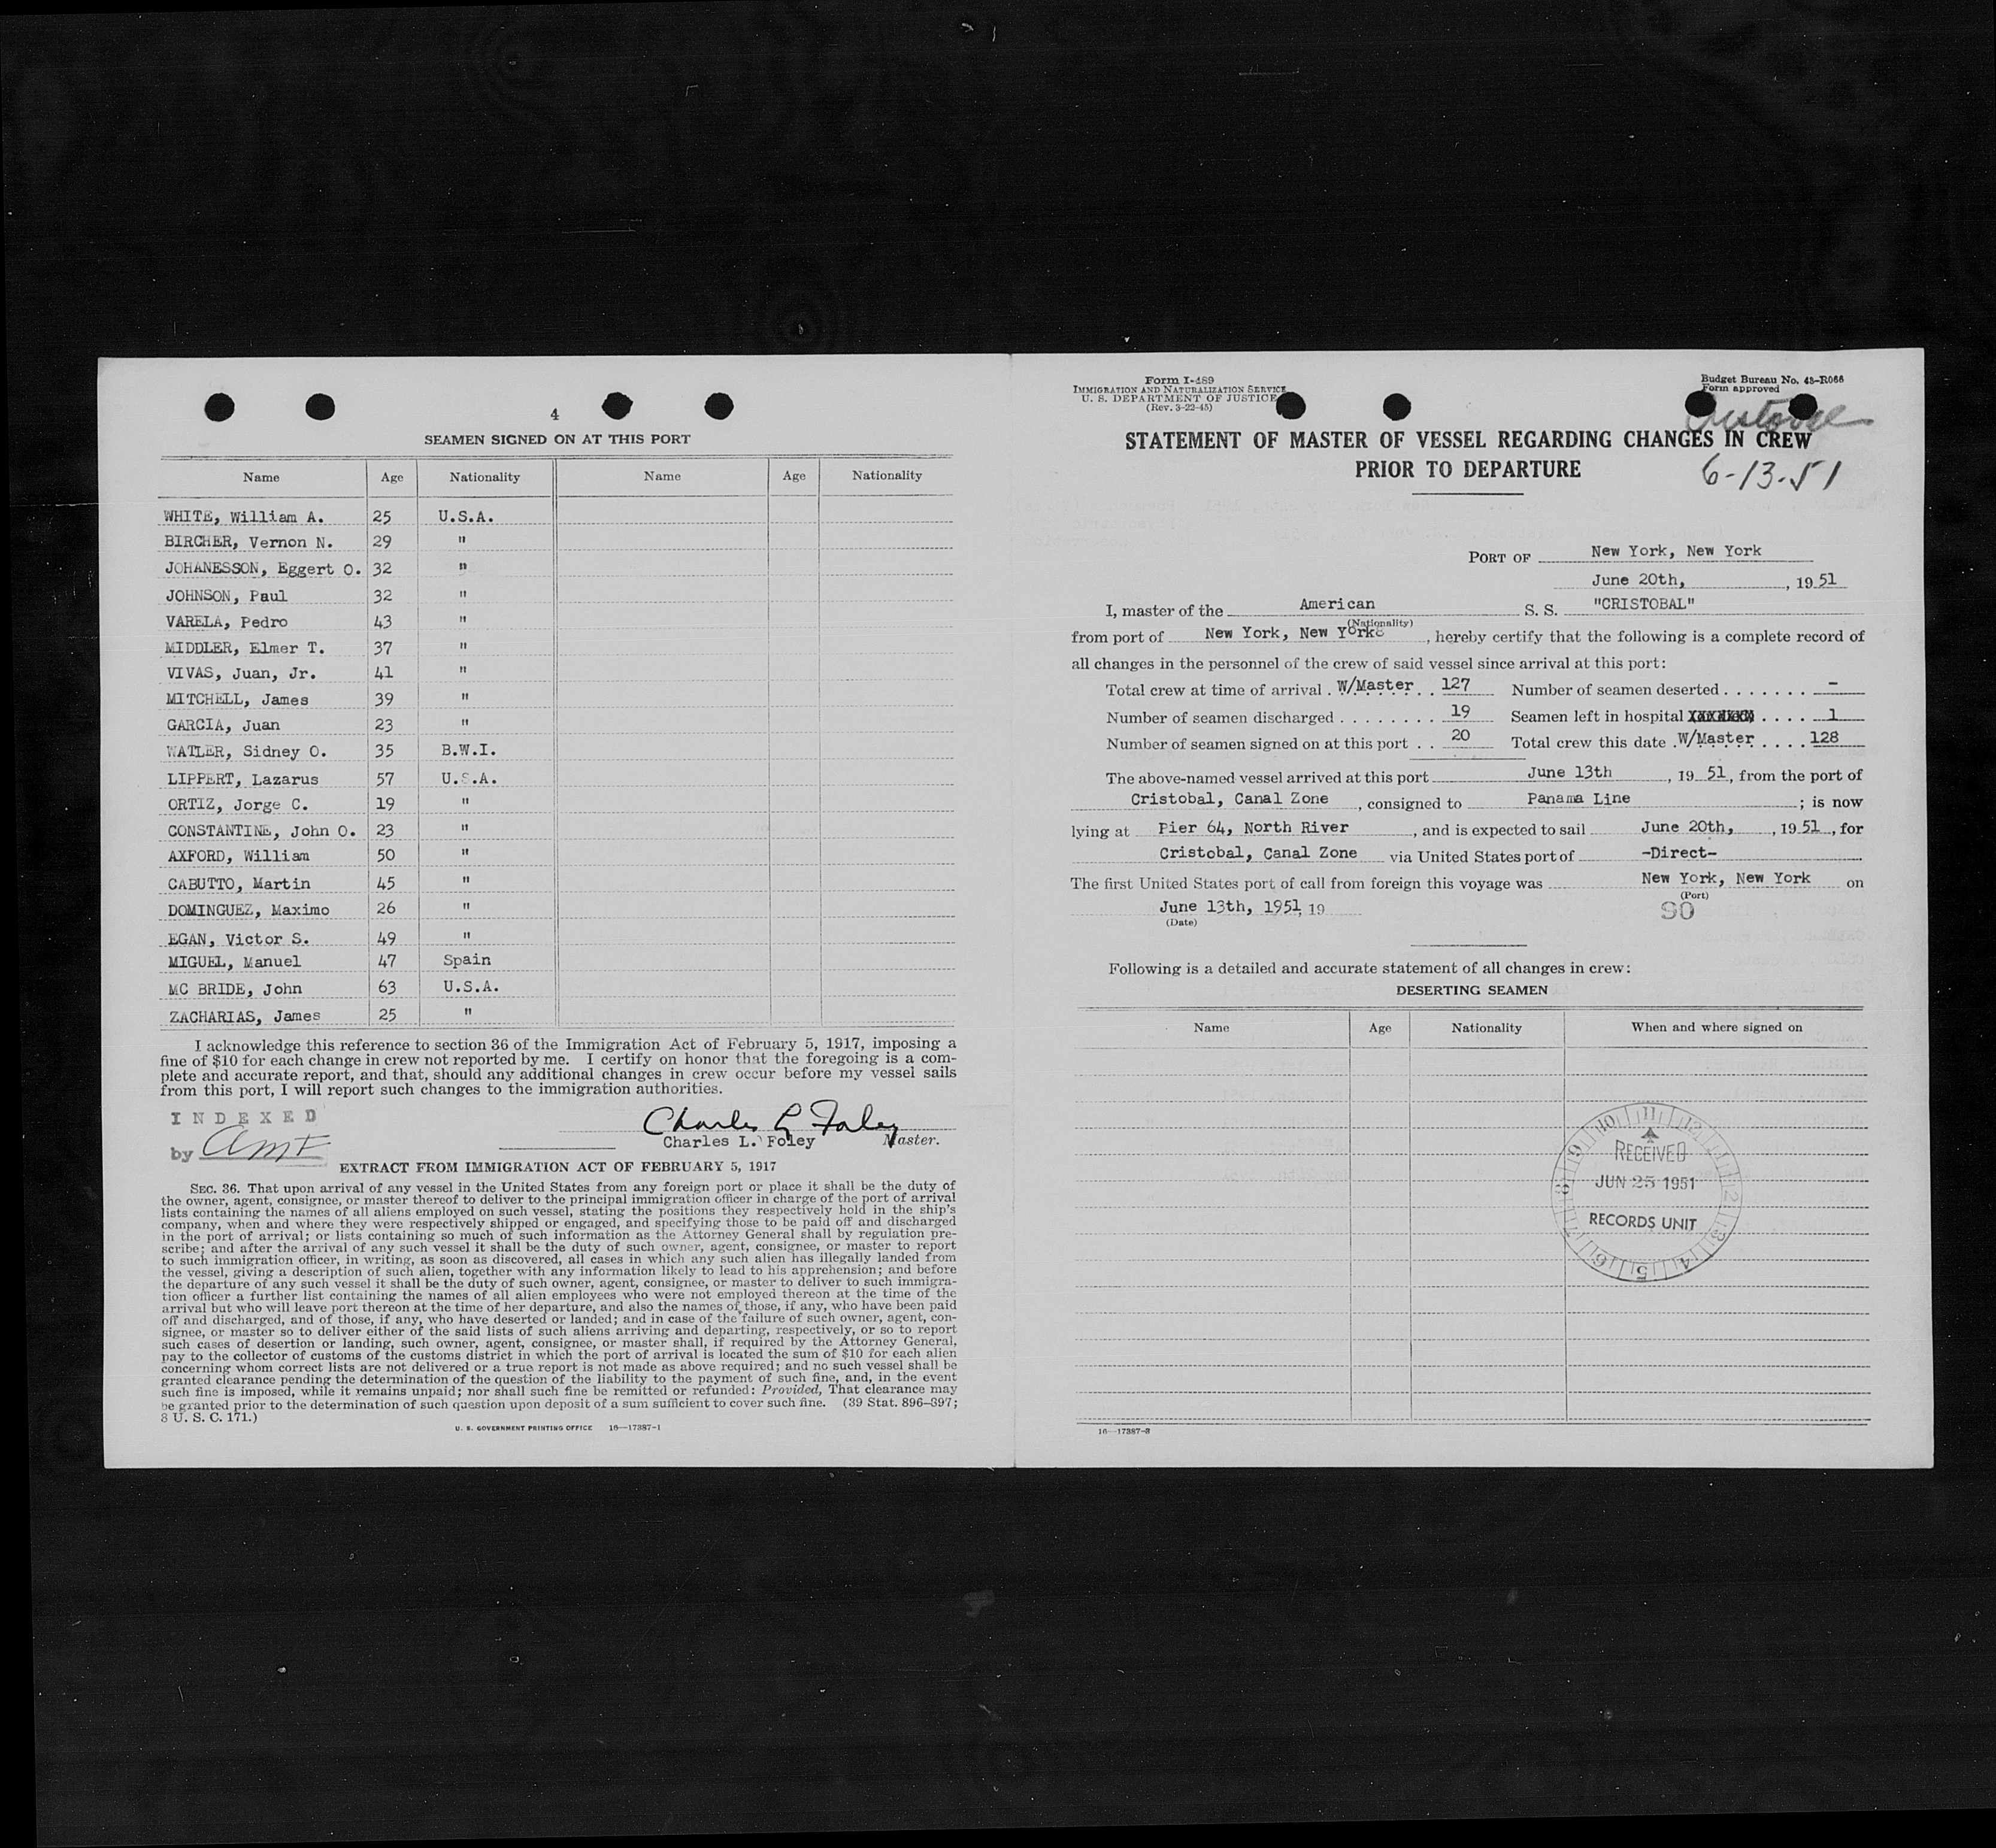 4
SEAMEN SIGNED ON AT THIS PORT
Name Age Nationality Name Age Nationality
WHITE, William A. 25 U.S.A.
BIRCHER, Vernon N. 29 "
JOHANESSON, Eggert O. 32 "
JOHNSON, Paul 32 "
VARELA, Pedro 43 "
MIDDLER, Elmer T. 37 "
VIVAS, Juan, Jr. 41 "
MITCHELL, James 39 "
GARCIA, Juan 23 "
WATLER, Sidney O. 35 B.W.I.
LIPPERT, Lazarus 57 U.S.A.
ORTIZ, Jorge C. 19 "
CONSTANTINE, John O. 23 "
AXFORD, William 50 "
CABUTTO, Martin 45 "
DOMINGUEZ, Maximo 26 "
EGAN, Victor S. 49 "
MIGUEL, Manuel 47 Spain
MC BRIDE, John 63 U.S.A.
ZACHARIAS, James 25 "
I acknowledge this reference to section 36 of the Immigration Act of February 5, 1917, imposing a
fine of $10 for each change in crew not reported by me. I certify on honor that the foregoing is a com-
plete and accurate report, and that, should any additional changes in crew occur before my vessel sails
from this port, I will report such changes to the immigration authorities.
INDEXED
by AMF
Charles L Foley
Charles L. Foley Master.
EXTRACT FROM IMMIGRATION ACT OF FEBRUARY 5, 1917
SEC. 36. That upon arrival of any vessel in the United States from any foreign port or place it shall be the duty of
the owner, agent, consignee, or master thereof to deliver to the principal immigration officer in charge of the port of arrival
lists containing the names of all aliens employed on such vessel, stating the positions they respectively hold in the ship's
company, when and where they were respectively shipped or engaged, and specifying those to be paid off and discharged
in the port of arrival; or lists containing so much of such information as the Attorney General shall by regulation pre-
scribe; and after the arrival of any such vessel it shall be the duty of such owner, agent, consignee, or master to report
to such immigration officer, in writing, as soon as discovered, all cases in which any such alien has illegally landed from
the vessel, giving a description of such alien, together with any information likely to lead to his apprehension; and before
the departure of any such vessel it shall be the duty of such owner, agent, consignee, or master to deliver to such immigra-
tion officer a further list containing the names of all alien employees who were not employed thereon at the time of the
arrival but who will leave port thereon at the time of her departure, and also the names of those, if any, who have been paid
off and discharged, and of those, if any, who have deserted or landed; and in case of the failure of such owner, agent, con-
signee, or master so to deliver either of the said lists of such aliens arriving and departing, respectively, or so to report
such cases of desertion or landing, such owner, agent, consignee, or master shall, if required by the Attorney General,
pay to the collector of customs of the customs district in which the port of arrival is located the sum of $10 for each alien
concerning whom correct lists are not delivered or a true report is not made as above required; and no such vessel shall be
granted clearance pending the determination of the question of the liability to the payment of such fine, and, in the event
such fine is imposed, while it remains unpaid; nor shall such fine be remitted or refunded: Provided, That clearance may
be granted prior to the determination of such question upon deposit of a sum sufficient to cover such fine. (39 Stat. 896-897;
8 U. S. C. 171.)
U. S. GOVERNMENT PRINTING OFFICE 16—17387-1
Form I-489
IMMIGRATION AND NATURALIZATION SERVICE
U. S. DEPARTMENT OF JUSTICE
(Rev. 3-22-45)
Budget Bureau No. 43-R066
Form approved
Cristobal
STATEMENT OF MASTER OF VESSEL REGARDING CHANGES IN CREW
PRIOR TO DEPARTURE
6-13-51
PORT OF New York, New York
June 20th, , 19 51
I, master of the American S. S. "CRISTOBAL"
(Nationality)
from port of New York, New York , hereby certify that the following is a complete record of
all changes in the personnel of the crew of said vessel since arrival at this port:
Total crew at time of arrival W/Master 127 Number of seamen deserted -
Number of seamen discharged 19 Seamen left in hospital 1
Number of seamen signed on at this port 20 Total crew this date W/Master 128
The above-named vessel arrived at this port June 13th , 19 51, from the port of
Cristobal, Canal Zone , consigned to Panama Line ; is now
lying at Pier 64, North River , and is expected to sail June 20th, , 19 51, for
Cristobal, Canal Zone via United States port of -Direct-
The first United States port of call from foreign this voyage was New York, New York on
(Port)
June 13th, 1951, 19
(Date)
90
Following is a detailed and accurate statement of all changes in crew:
DESERTING SEAMEN
Name Age Nationality When and where signed on
10 11 12
9 1
8 2
7 3
6 5 4
RECEIVED
JUN 25 1951
RECORDS UNIT
16—17387-3